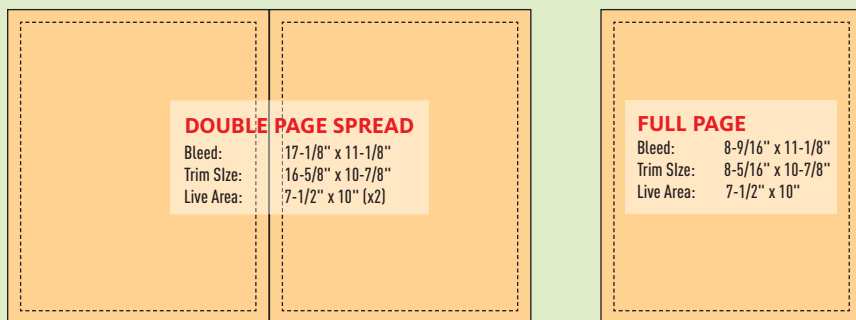 DOUBLE PAGE SPREAD
Bleed: 17-1/8" x 11-1/8"
Trim SIze: 16-5/8" x 10-7/8"
Live Area: 7-1/2" x 10" (x2)
FULL PAGE
Bleed: 8-9/16" x 11-1/8"
Trim SIze: 8-5/16" x 10-7/8"
Live Area: 7-1/2" x 10"